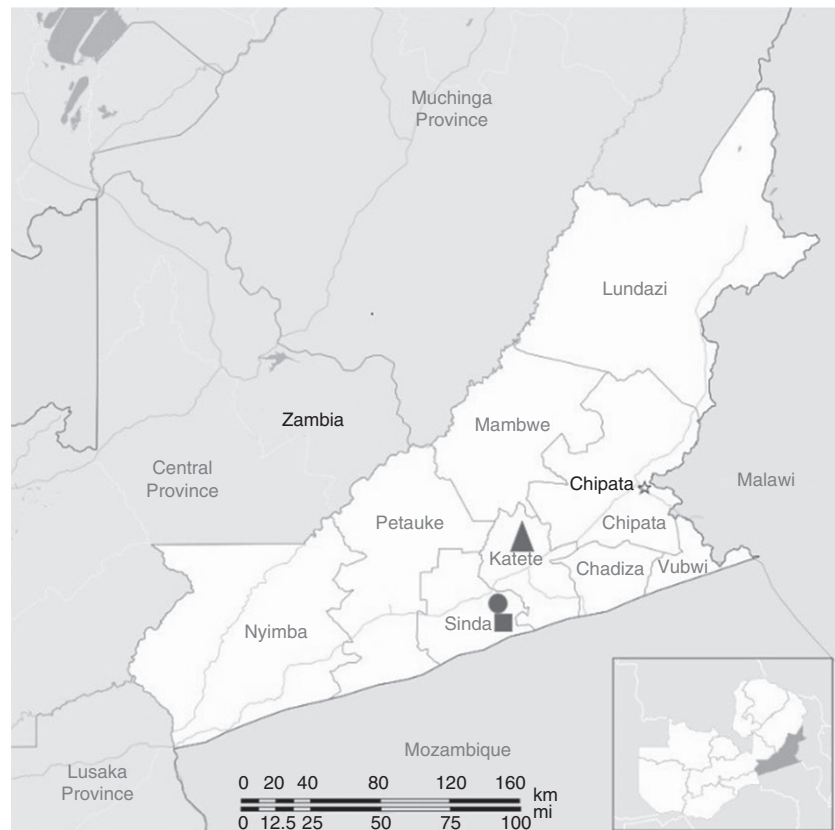 Muchinga
Province
Lundazi
Zambia
Mambwe
Central
Province
Chipata
Malawi
Petauke
Chipata
Katete
Chadiza
Vubwi
Nyimba
Sinda
Mozambique
Lusaka
Province
0 20 40 80 120 160
km
mi
0 12.5 25 50 75 100